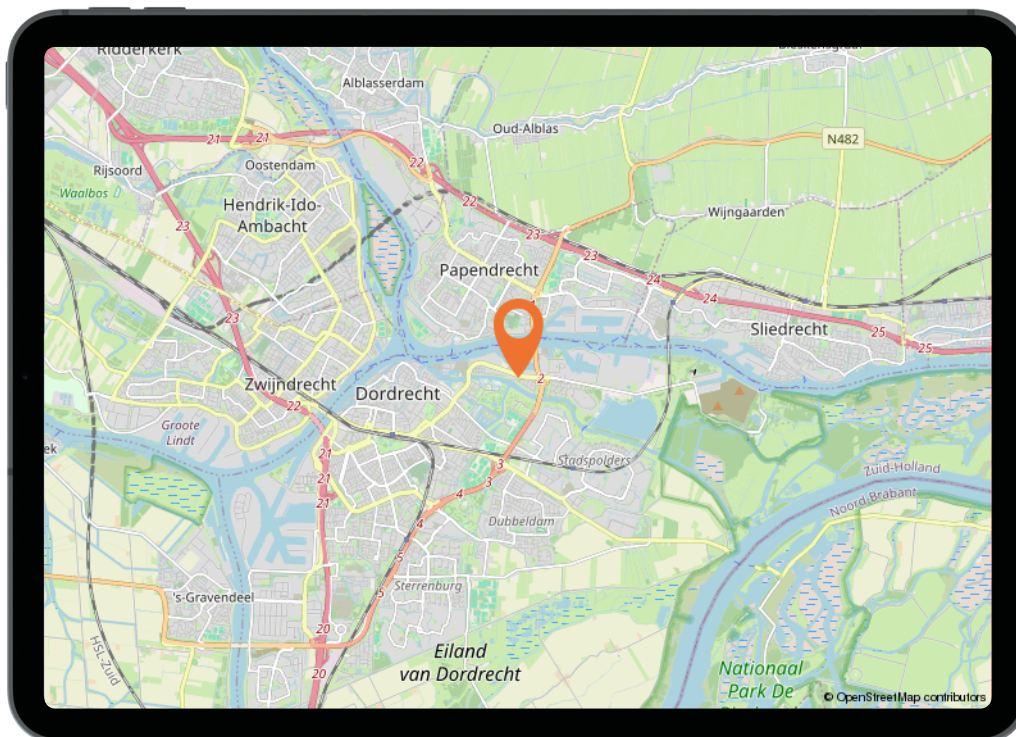 Ridderkerk
Alblasserdam
Oud-Alblas
21
21
22
N482
Oostendam
Rijsoord
Waalbos
22
Hendrik-Ido-
Ambacht
Wijngaarden
23
23
23
Papendrecht
24
24
23
Sliedrecht
25
25
2
Zwijndrecht
Dordrecht
22
Groote
Lindt
21
Stadspolders
3
Zuid-Holland
21
3
4
Noord-Brabant
21
4
Dubbeldam
5
Sterrenburg
5
's-Gravendeel
20
HSL-Zuid
Eiland
van Dordrecht
20
Nationaal
Park De
© OpenStreetMap contributors